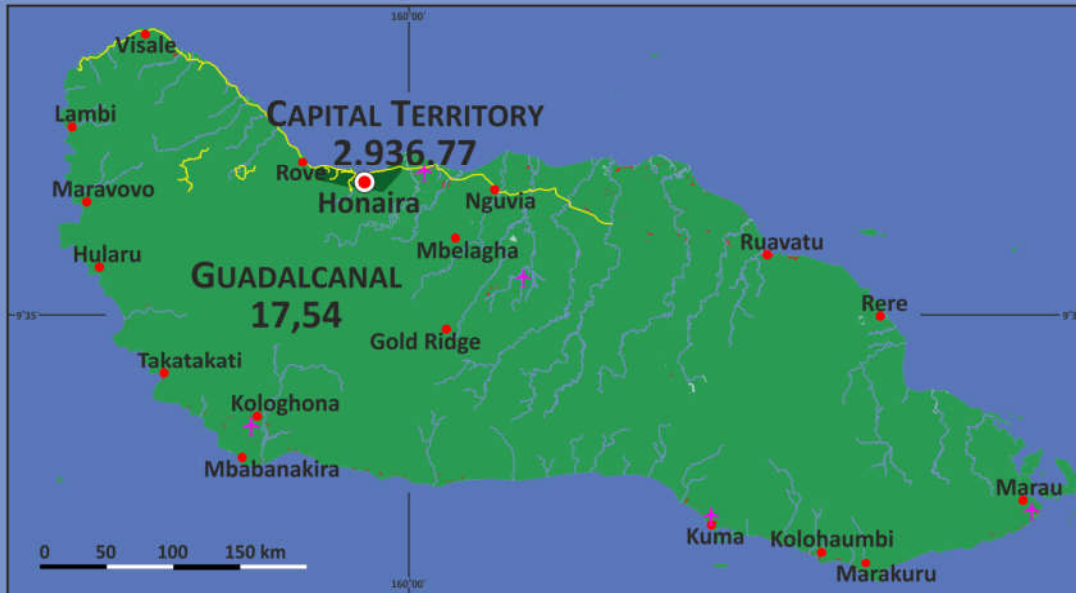 160°00'
Visale
CAPITAL TERRITORY
2.936.77
Lambi
Rove
Maravovo
Honaira
Nguvia
Mbelagha
Ruavatu
Hularu
GUADALCANAL
17,54
Rere
9°35'
9°3
Gold Ridge
Takatakati
Kologhona
Mbabanakira
Marau
Kuma
Kolohaumbi
Marakuru
0 50 100 150 km
160°00'